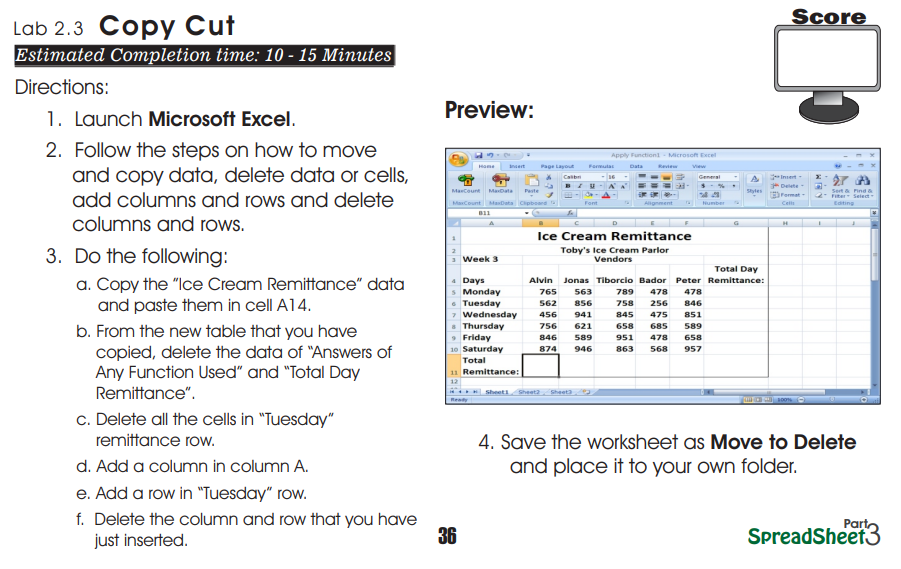 Lab 2.3 Copy Cut
Estimated Completion time: 10 - 15 Minutes
Score
Directions:
1. Launch Microsoft Excel.
2. Follow the steps on how to move
and copy data, delete data or cells,
add columns and rows and delete
columns and rows.
3. Do the following:
a. Copy the "Ice Cream Remittance" data
and paste them in cell A14.
b. From the new table that you have
copied, delete the data of "Answers of
Any Function Used" and "Total Day
Remittance".
c. Delete all the cells in "Tuesday"
remittance row.
d. Add a column in column A.
e. Add a row in "Tuesday" row.
f. Delete the column and row that you have
just inserted.
Preview:
Apply Function1 - Microsoft Excel
Home Insert Page Layout Formulas Data Review View
MaxCount MaxData Paste Calibri 16 General Styles Insert Delete Format Sort & Filter Find & Select
MaxCount MaxData Clipboard Font Alignment Number Cells Editing
B11 fx
A B C D E F G H I J
1 Ice Cream Remittance
2 Toby's Ice Cream Parlor
3 Week 3 Vendors
4 Days Alvin Jonas Tiborcio Bador Peter Total Day Remittance:
5 Monday 765 563 789 478 478
6 Tuesday 562 856 758 256 846
7 Wednesday 456 941 845 475 851
8 Thursday 756 621 658 685 589
9 Friday 846 589 951 478 658
10 Saturday 874 946 863 568 957
11 Total Remittance:
12
Sheet1 Sheet2 Sheet3
Ready 100%
4. Save the worksheet as Move to Delete
and place it to your own folder.
36
SpreadSheet Part 3